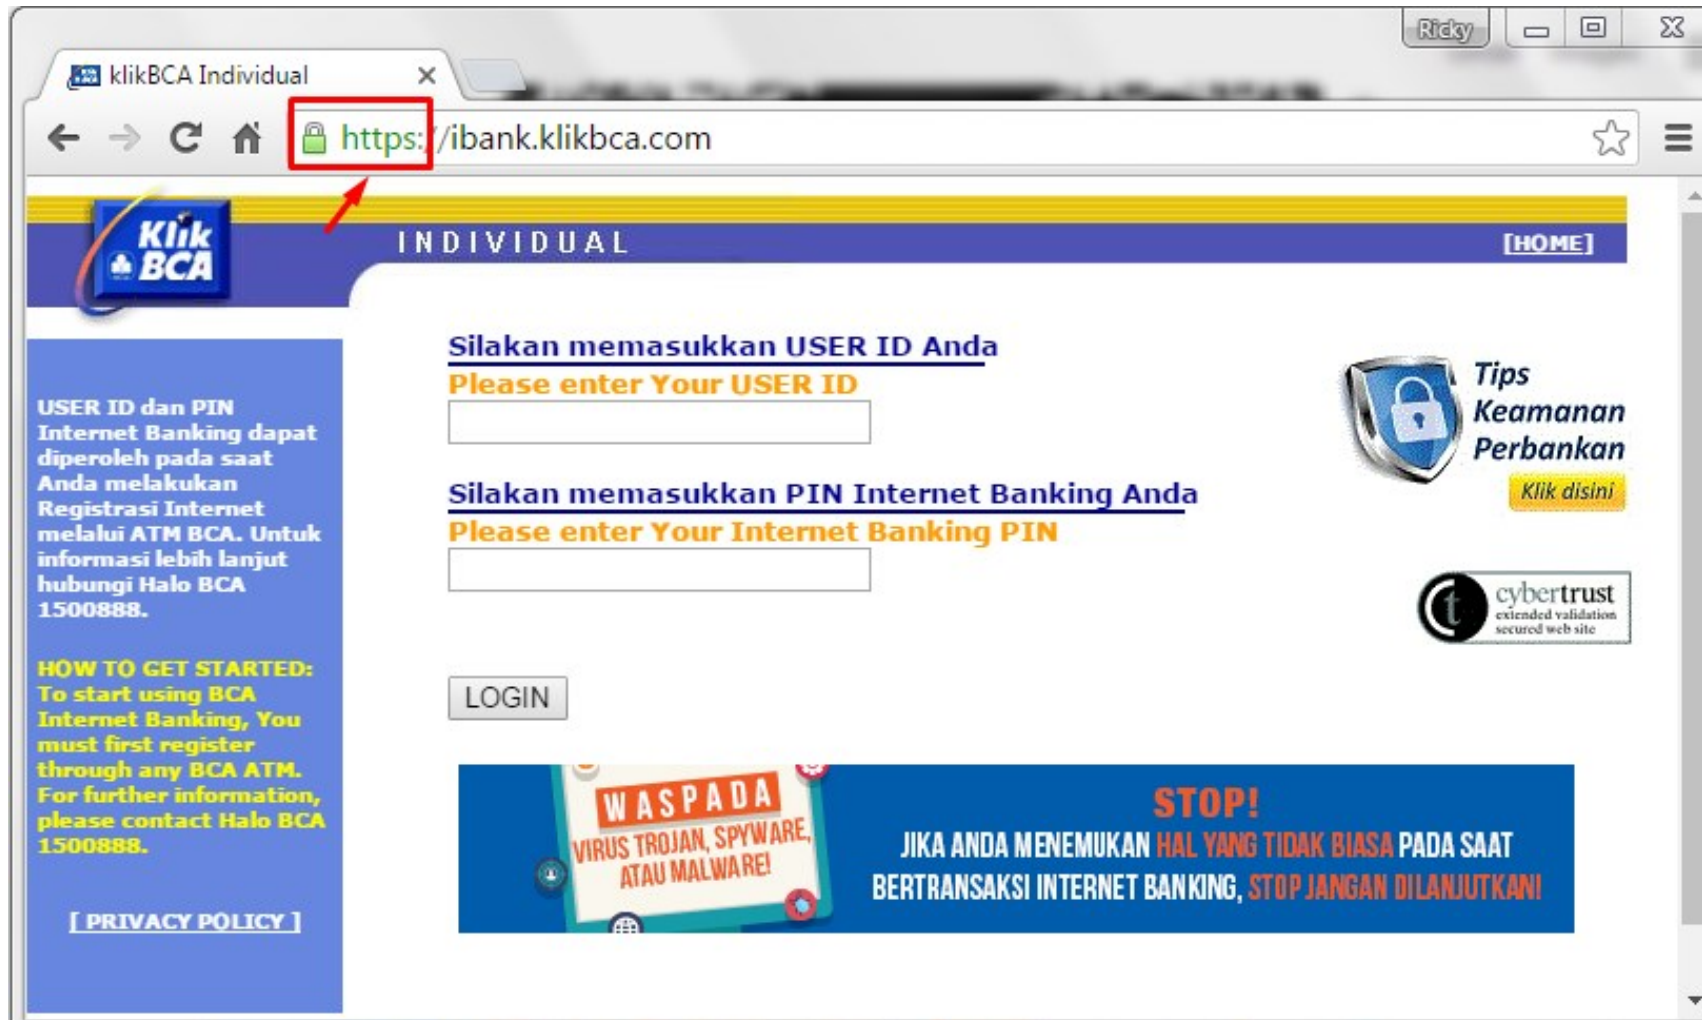 Ricky
klikBCA Individual
https://ibank.klikbca.com
Klik
BCA
INDIVIDUAL
[HOME]
USER ID dan PIN
Internet Banking dapat
diperoleh pada saat
Anda melakukan
Registrasi Internet
melalui ATM BCA. Untuk
informasi lebih lanjut
hubungi Halo BCA
1500888.
HOW TO GET STARTED:
To start using BCA
Internet Banking, You
must first register
through any BCA ATM.
For further information,
please contact Halo BCA
1500888.
[ PRIVACY POLICY ]
Silakan memasukkan USER ID Anda
Please enter Your USER ID
Silakan memasukkan PIN Internet Banking Anda
Please enter Your Internet Banking PIN
LOGIN
Tips
Keamanan
Perbankan
Klik disini
cybertrust
extended validation
secured web site
WASPADA
VIRUS TROJAN, SPYWARE,
ATAU MALWARE!
STOP!
JIKA ANDA MENEMUKAN HAL YANG TIDAK BIASA PADA SAAT
BERTRANSAKSI INTERNET BANKING, STOP JANGAN DILANJUTKAN!